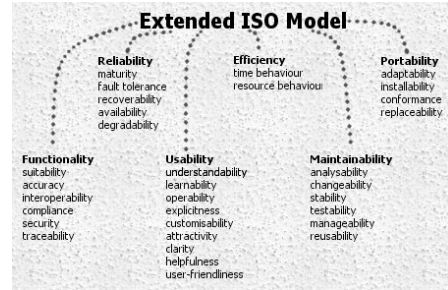 Extended ISO Model
Reliability
maturity
fault tolerance
recoverability
availability
degradability
Efficiency
time behaviour
resource behaviour
Portability
adaptability
installability
conformance
replaceability
Functionality
suitability
accuracy
interoperability
compliance
security
traceability
Usability
understandability
learnability
operability
explicitness
customisability
attractivity
clarity
helpfulness
user-friendliness
Maintainability
analysability
changeability
stability
testability
manageability
reusability